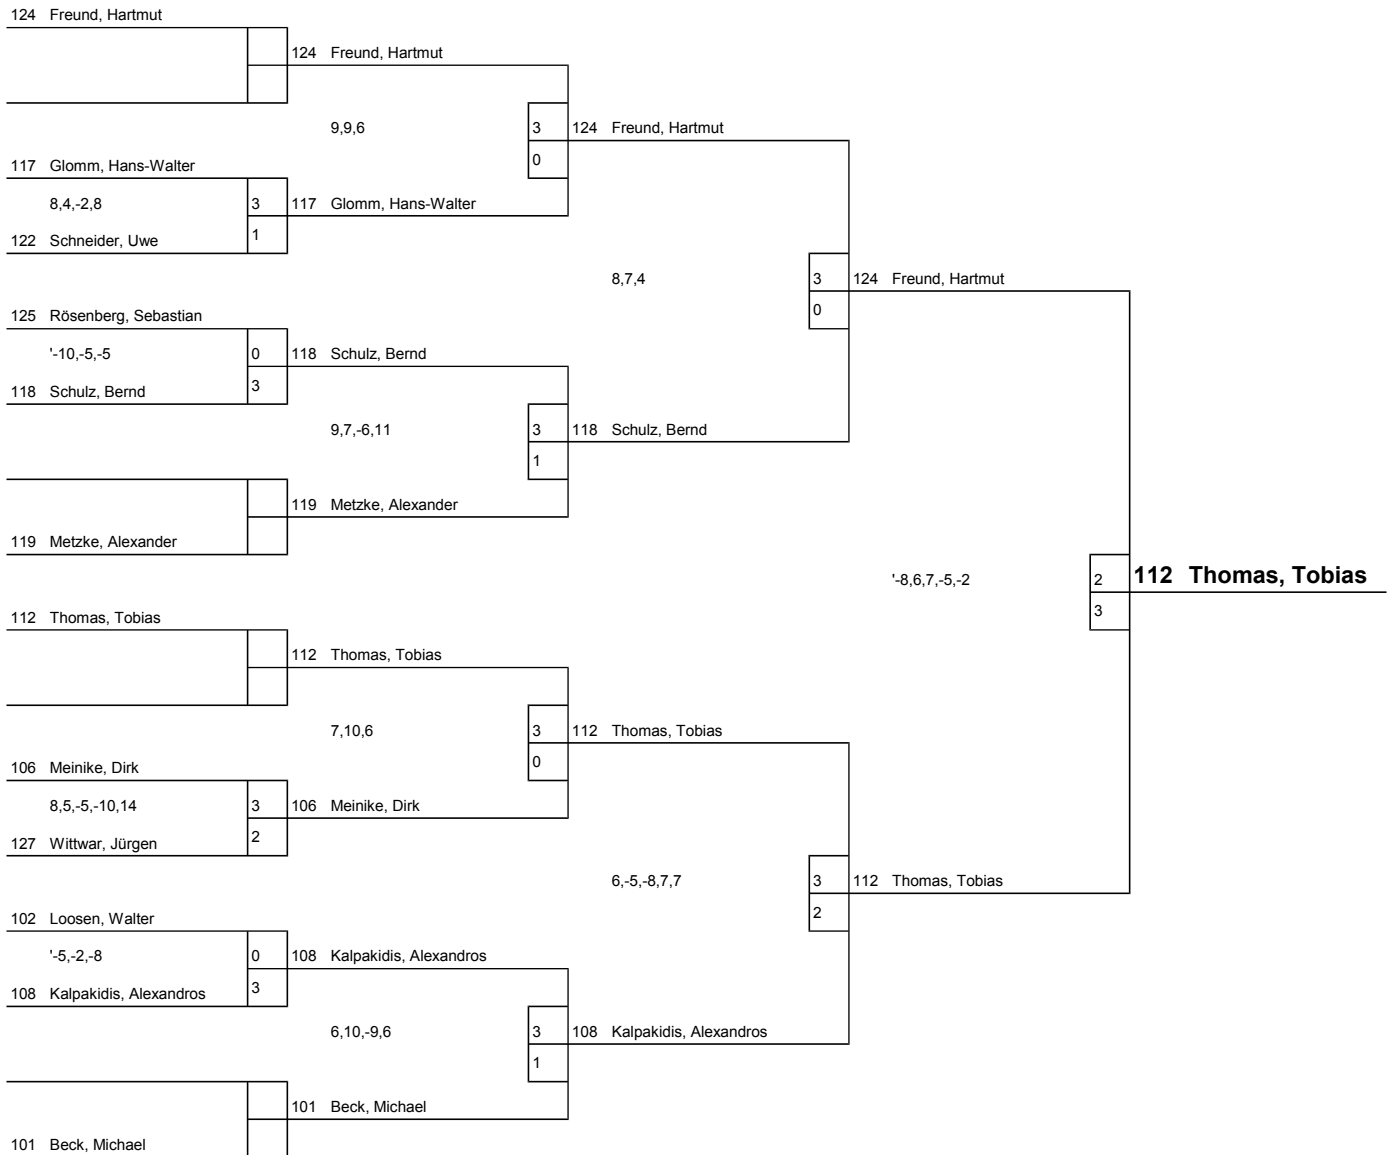 124 Freund, Hartmut
124 Freund, Hartmut
9,9,6
3
124 Freund, Hartmut
0
117 Glomm, Hans-Walter
8,4,-2,8
3
117 Glomm, Hans-Walter
1
122 Schneider, Uwe
8,7,4
3
124 Freund, Hartmut
0
125 Rösenberg, Sebastian
'-10,-5,-5
0
118 Schulz, Bernd
3
118 Schulz, Bernd
9,7,-6,11
3
118 Schulz, Bernd
1
119 Metzke, Alexander
119 Metzke, Alexander
'-8,6,7,-5,-2
2
112 Thomas, Tobias
3
112 Thomas, Tobias
112 Thomas, Tobias
7,10,6
3
112 Thomas, Tobias
0
106 Meinike, Dirk
8,5,-5,-10,14
3
106 Meinike, Dirk
2
127 Wittwar, Jürgen
6,-5,-8,7,7
3
112 Thomas, Tobias
2
102 Loosen, Walter
'-5,-2,-8
0
108 Kalpakidis, Alexandros
3
108 Kalpakidis, Alexandros
6,10,-9,6
3
108 Kalpakidis, Alexandros
1
101 Beck, Michael
101 Beck, Michael